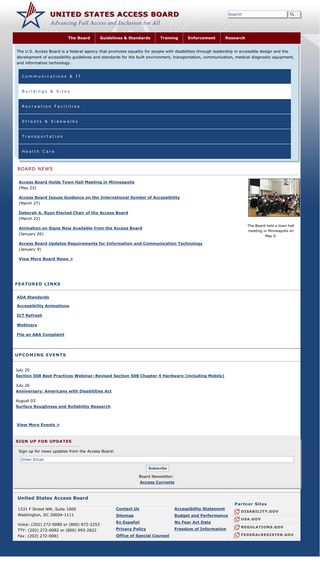 UNITED STATES ACCESS BOARD
Advancing Full Access and Inclusion for All
Search
The Board
Guidelines & Standards
Training
Enforcement
Research
The U.S. Access Board is a federal agency that promotes equality for people with disabilities through leadership in accessible design and the
development of accessibility guidelines and standards for the built environment, transportation, communication, medical diagnostic equipment,
and information technology.
Communications & IT
Buildings & Sites
Recreation Facilities
Streets & Sidewalks
Transportation
Health Care
BOARD NEWS
Access Board Holds Town Hall Meeting in Minneapolis
(May 23)
Access Board Issues Guidance on the International Symbol of Accessibility
(March 27)
Deborah A. Ryan Elected Chair of the Access Board
(March 22)
Animation on Signs Now Available from the Access Board
(January 26)
Access Board Updates Requirements for Information and Communication Technology
(January 9)
View More Board News »
The Board held a town hall
meeting in Minneapolis on
May 9.
FEATURED LINKS
ADA Standards
Accessibility Animations
ICT Refresh
Webinars
File an ABA Complaint
UPCOMING EVENTS
July 25
Section 508 Best Practices Webinar: Revised Section 508 Chapter 4 Hardware (including Mobile)
July 26
Anniversary: Americans with Disabilities Act
August 03
Surface Roughness and Rollability Research
View More Events »
SIGN UP FOR UPDATES
Sign up for news updates from the Access Board:
Enter Email
Subscribe
Board Newsletter:
Access Currents
United States Access Board
1331 F Street NW, Suite 1000
Washington, DC 20004-1111
Voice: (202) 272-0080 or (800) 872-2253
TTY: (202) 272-0082 or (800) 993-2822
Fax: (202) 272-0081
Contact Us
Sitemap
En Español
Privacy Policy
Office of Special Counsel
Accessibility Statement
Budget and Performance
No Fear Act Data
Freedom of Information
Partner Sites
DISABILITY.GOV
USA.GOV
REGULATIONS.GOV
FEDERALREGISTER.GOV